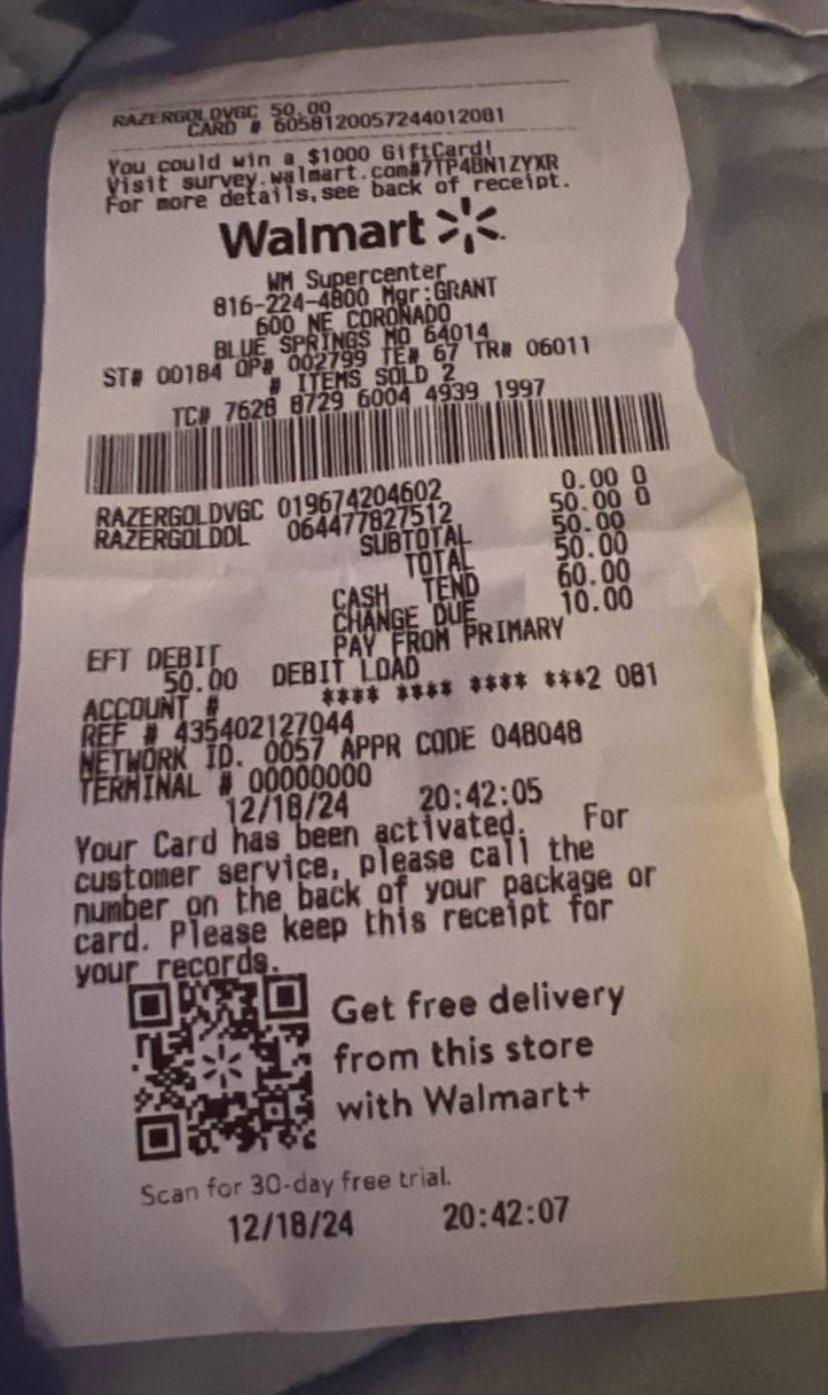 RAZERGOLDVGC 50.00
CARD # 6058120057244012081
You could win a $1000 GiftCard!
Visit survey.walmart.com#7TP4BN1ZYXR
For more details,see back of receipt.
Walmart
WM Supercenter
816-224-4800 Mgr:GRANT
600 NE CORONADO
BLUE SPRINGS MO 64014
ST# 00184 OP# 002799 TE# 67 TR# 06011
# ITEMS SOLD 2
TC# 7628 8729 6004 4939 1997
RAZERGOLDVGC 019674204602 0.00 O
RAZERGOLDDL 064477827512 50.00 O
SUBTOTAL 50.00
TOTAL 50.00
CASH TEND 60.00
CHANGE DUE 10.00
EFT DEBIT PAY FROM PRIMARY
50.00 DEBIT LOAD
ACCOUNT # **** **** **** ***2 081
REF # 435402127044
NETWORK ID. 0057 APPR CODE 048048
TERMINAL # 00000000
12/18/24 20:42:05
Your Card has been activated. For
customer service, please call the
number on the back of your package or
card. Please keep this receipt for
your records.
Get free delivery
from this store
with Walmart+
Scan for 30-day free trial.
12/18/24 20:42:07